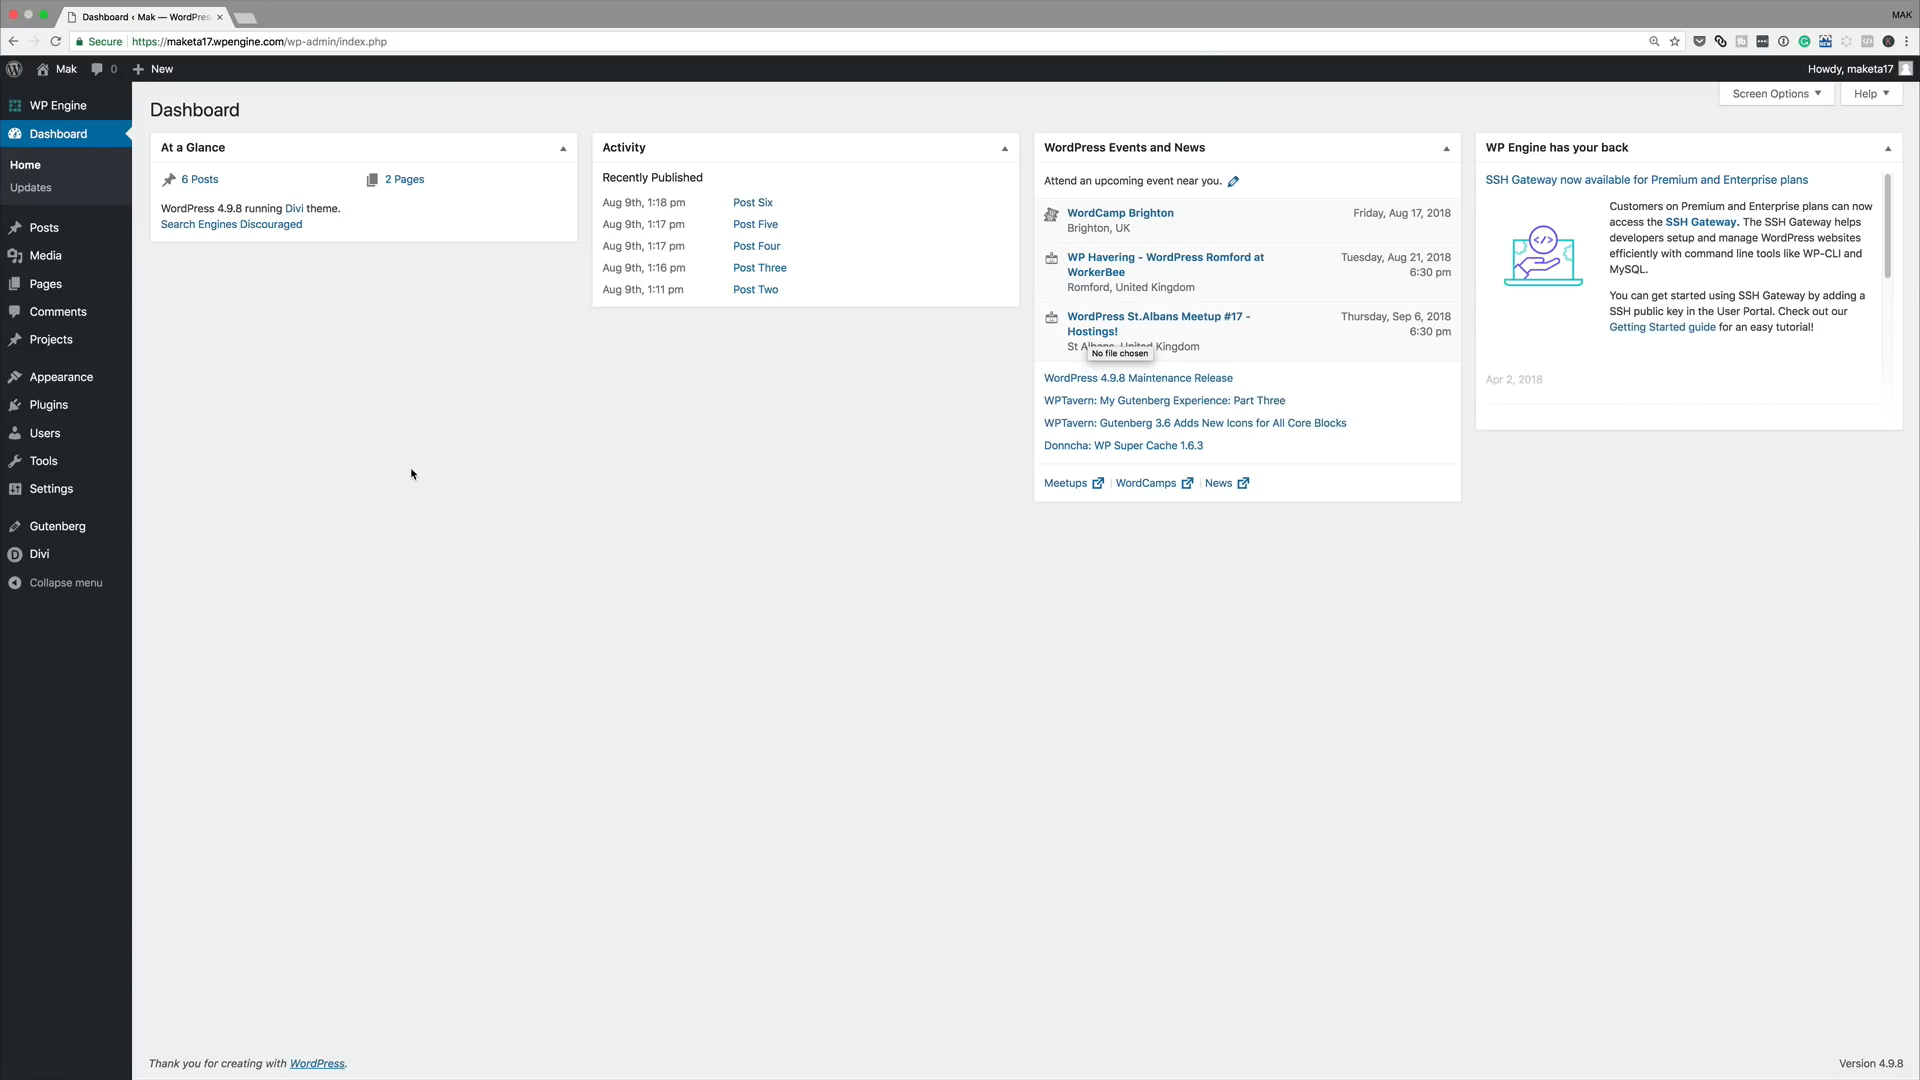 Dashboard ‹ Mak — WordPres
MAK
Secure
https://maketa17.wpengine.com/wp-admin/index.php
Mak
0
New
Howdy, maketa17
WP Engine
Dashboard
Home
Updates
Posts
Media
Pages
Comments
Projects
Appearance
Plugins
Users
Tools
Settings
Gutenberg
Divi
Collapse menu
Dashboard
Screen Options
Help
At a Glance
6 Posts
2 Pages
WordPress 4.9.8 running Divi theme.
Search Engines Discouraged
Activity
Recently Published
Aug 9th, 1:18 pm Post Six
Aug 9th, 1:17 pm Post Five
Aug 9th, 1:17 pm Post Four
Aug 9th, 1:16 pm Post Three
Aug 9th, 1:11 pm Post Two
WordPress Events and News
Attend an upcoming event near you.
WordCamp Brighton Friday, Aug 17, 2018
Brighton, UK
WP Havering - WordPress Romford at Tuesday, Aug 21, 2018
WorkerBee 6:30 pm
Romford, United Kingdom
WordPress St.Albans Meetup #17 - Thursday, Sep 6, 2018
Hostings! 6:30 pm
St Albans, United Kingdom
No file chosen
WordPress 4.9.8 Maintenance Release
WPTavern: My Gutenberg Experience: Part Three
WPTavern: Gutenberg 3.6 Adds New Icons for All Core Blocks
Donncha: WP Super Cache 1.6.3
Meetups | WordCamps | News
WP Engine has your back
SSH Gateway now available for Premium and Enterprise plans
Customers on Premium and Enterprise plans can now
access the SSH Gateway. The SSH Gateway helps
developers setup and manage WordPress websites
efficiently with command line tools like WP-CLI and
MySQL.
You can get started using SSH Gateway by adding a
SSH public key in the User Portal. Check out our
Getting Started guide for an easy tutorial!
Apr 2, 2018
Thank you for creating with WordPress.
Version 4.9.8